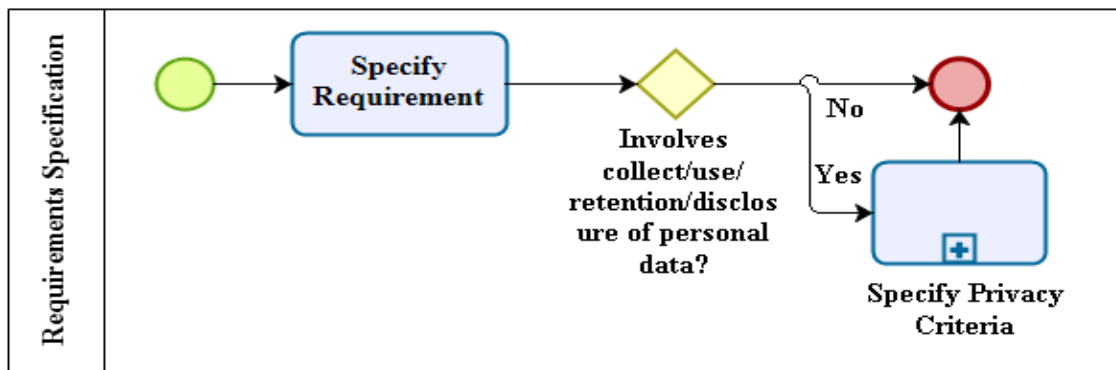 Requirements Specification
Specify
Requirement
Involves
collect/use/
retention/disclos
ure of personal
data?
No
Yes
Specify Privacy
Criteria